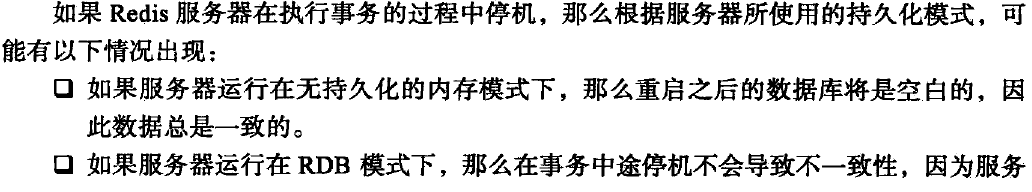 如果 Redis 服务器在执行事务的过程中停机，那么根据服务器所使用的持久化模式，可
能有以下情况出现：
❑ 如果服务器运行在无持久化的内存模式下，那么重启之后的数据库将是空白的，因
此数据总是一致的。
❑ 如果服务器运行在 RDB 模式下，那么在事务中途停机不会导致不一致性，因为服务